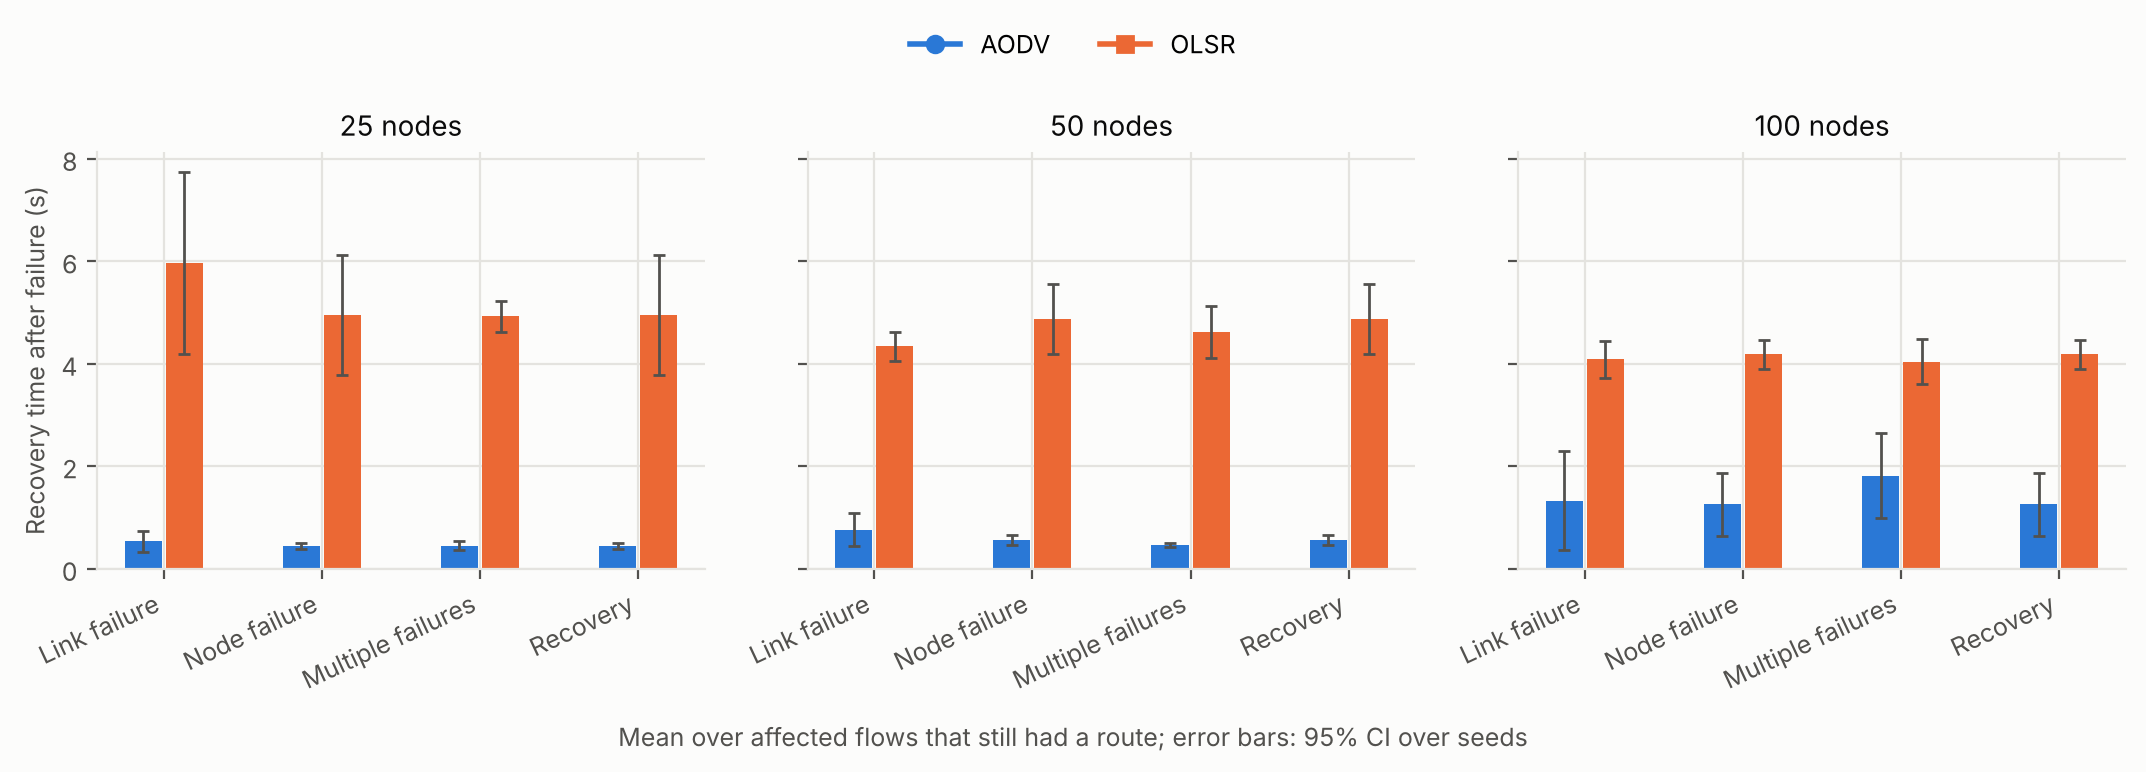 AODV OLSR
25 nodes 50 nodes 100 nodes
Recovery time after failure (s)
8
6
4
2
0
Link failure Node failure Multiple failures Recovery Link failure Node failure Multiple failures Recovery Link failure Node failure Multiple failures Recovery
Mean over affected flows that still had a route; error bars: 95% CI over seeds